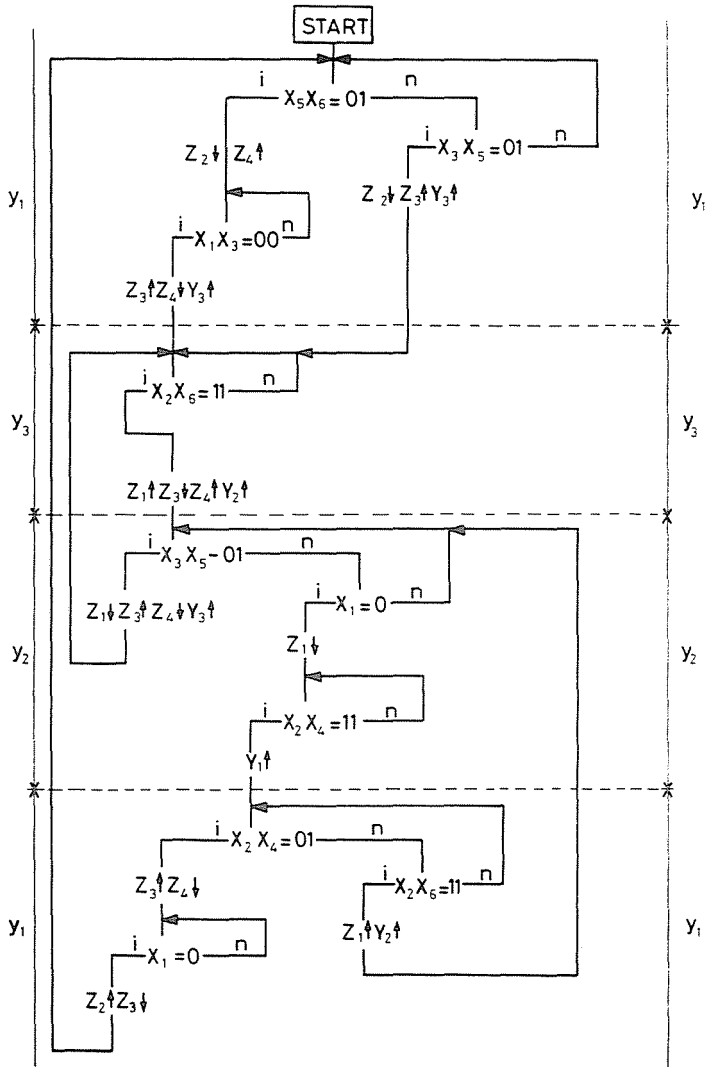 START
i X₅X₆=01 n
i X₃X₅=01 n
Z₂↓ Z₄↑
Z₂↓ Z₃↑ Y₃↑
y₁ y₁
i X₁X₃=00 n
Z₃↑Z₄↓Y₃↑
i X₂X₆=11 n
y₃ y₃
Z₁↑Z₃↓Z₄↑Y₂↑
i X₃X₅-01 n
i X₁=0 n
Z₁↓Z₃↑Z₄↓Y₃↑
Z₁↓
y₂ y₂
i X₂X₄=11 n
Y₁↑
i X₂X₄=01 n
Z₃↑Z₄↓
i X₂X₆=11 n
y₁ y₁
Z₁↑Y₂↑
i X₁=0 n
Z₂↑Z₃↓